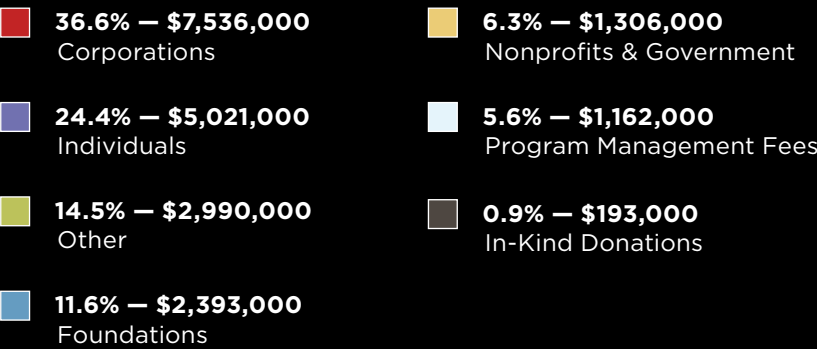 36.6% — $7,536,000
Corporations
24.4% — $5,021,000
Individuals
14.5% — $2,990,000
Other
11.6% — $2,393,000
Foundations
6.3% — $1,306,000
Nonprofits & Government
5.6% — $1,162,000
Program Management Fees
0.9% — $193,000
In-Kind Donations